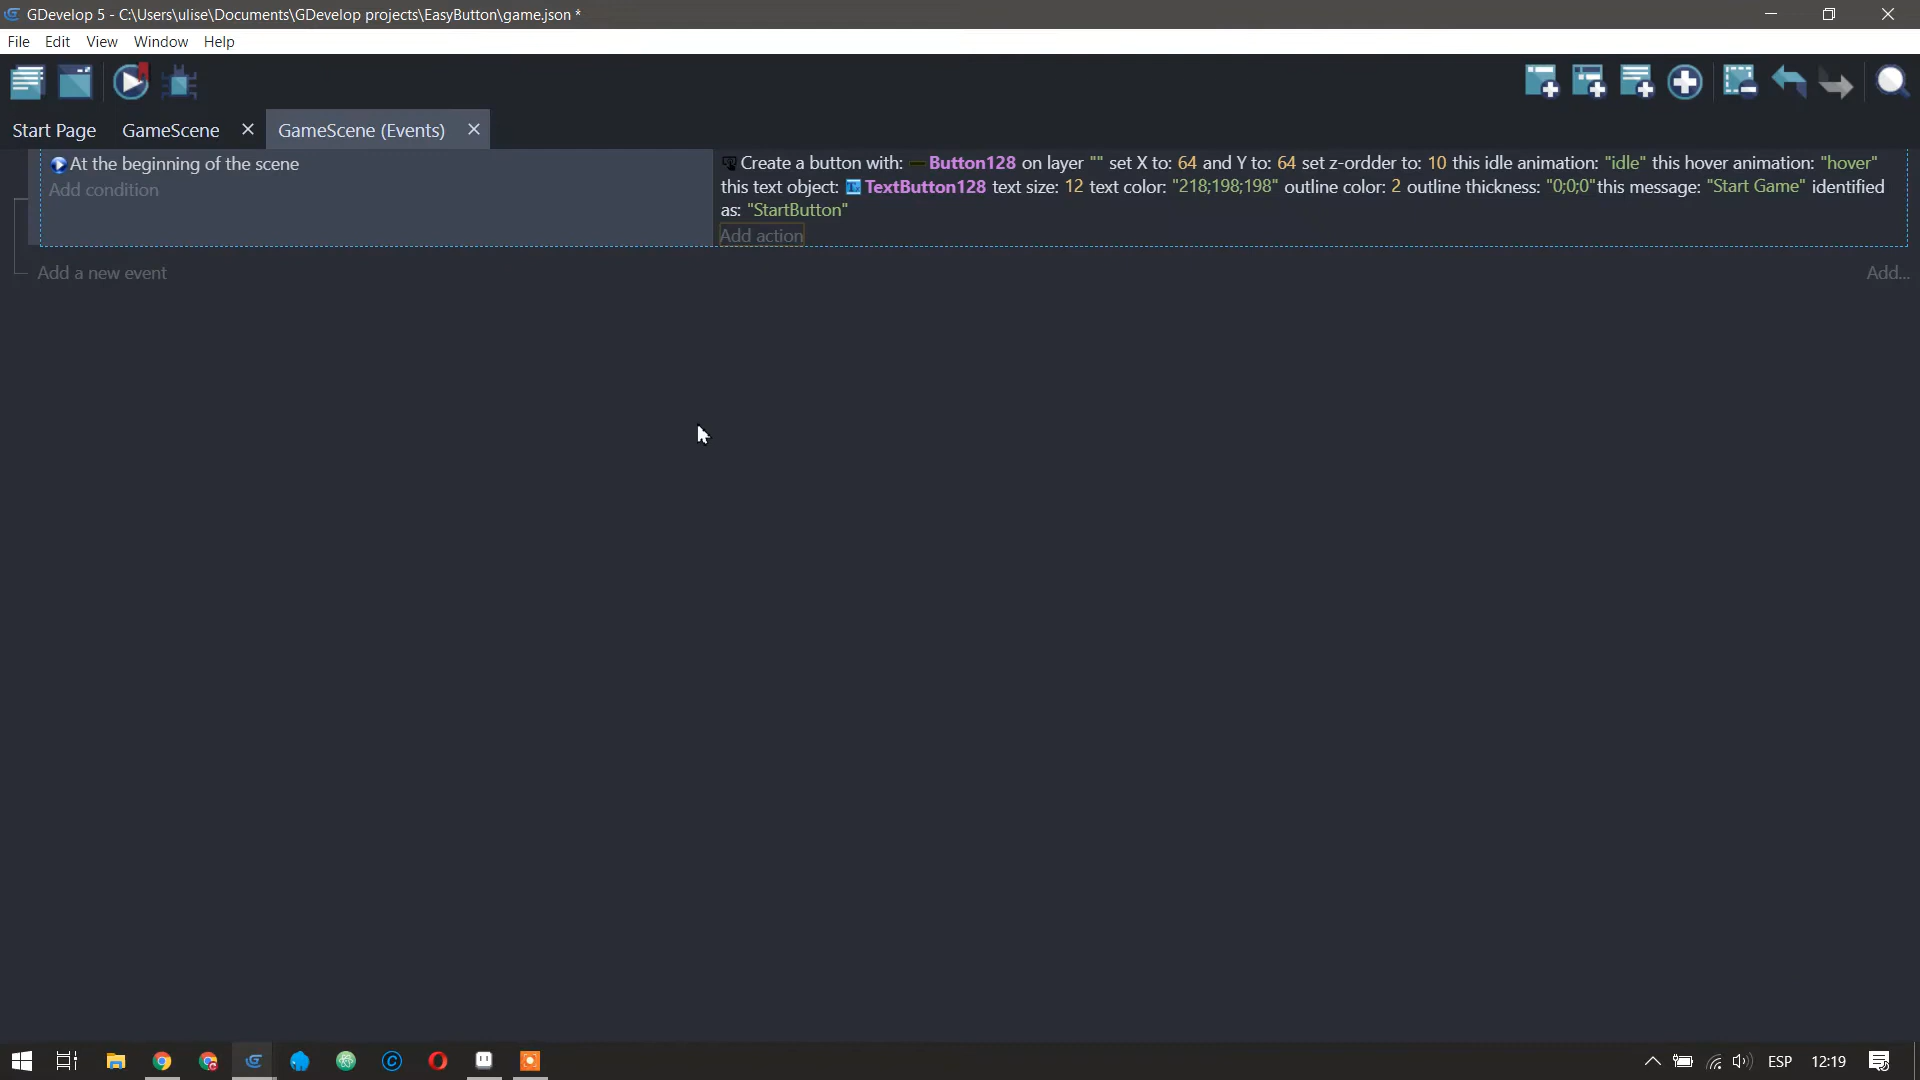 GDevelop 5 - C:\Users\ulise\Documents\GDevelop projects\EasyButton\game.json *
File Edit View Window Help
Start Page GameScene GameScene (Events)
At the beginning of the scene
Add condition
Create a button with: Button128 on layer "" set X to: 64 and Y to: 64 set z-ordder to: 10 this idle animation: "idle" this hover animation: "hover"
this text object: TextButton128 text size: 12 text color: "218;198;198" outline color: 2 outline thickness: "0;0;0"this message: "Start Game" identified
as: "StartButton"
Add action
Add a new event
Add...
ESP 12:19